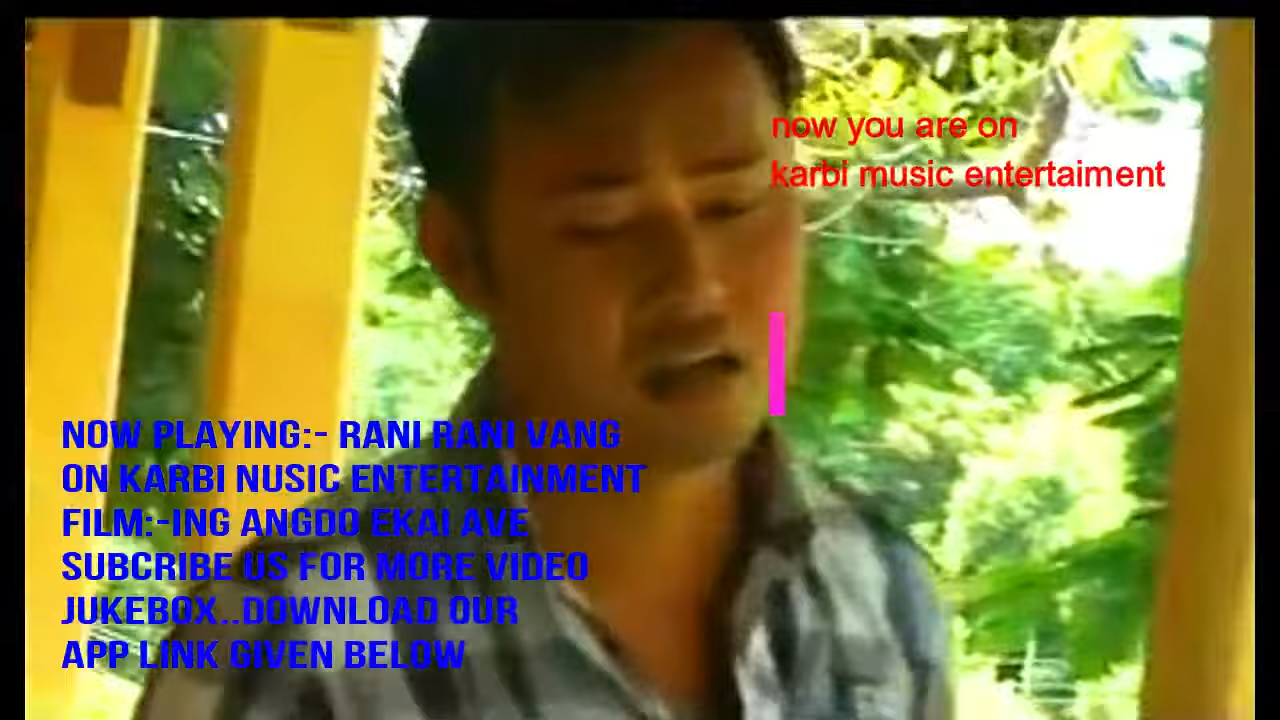 now you are on
karbi music entertaiment
NOW PLAYING:- RANI RANI VANG
ON KARBI NUSIC ENTERTAINMENT
FILM:-ING ANGDO EKAI AVE
SUBCRIBE US FOR MORE VIDEO
JUKEBOX..DOWNLOAD OUR
APP LINK GIVEN BELOW